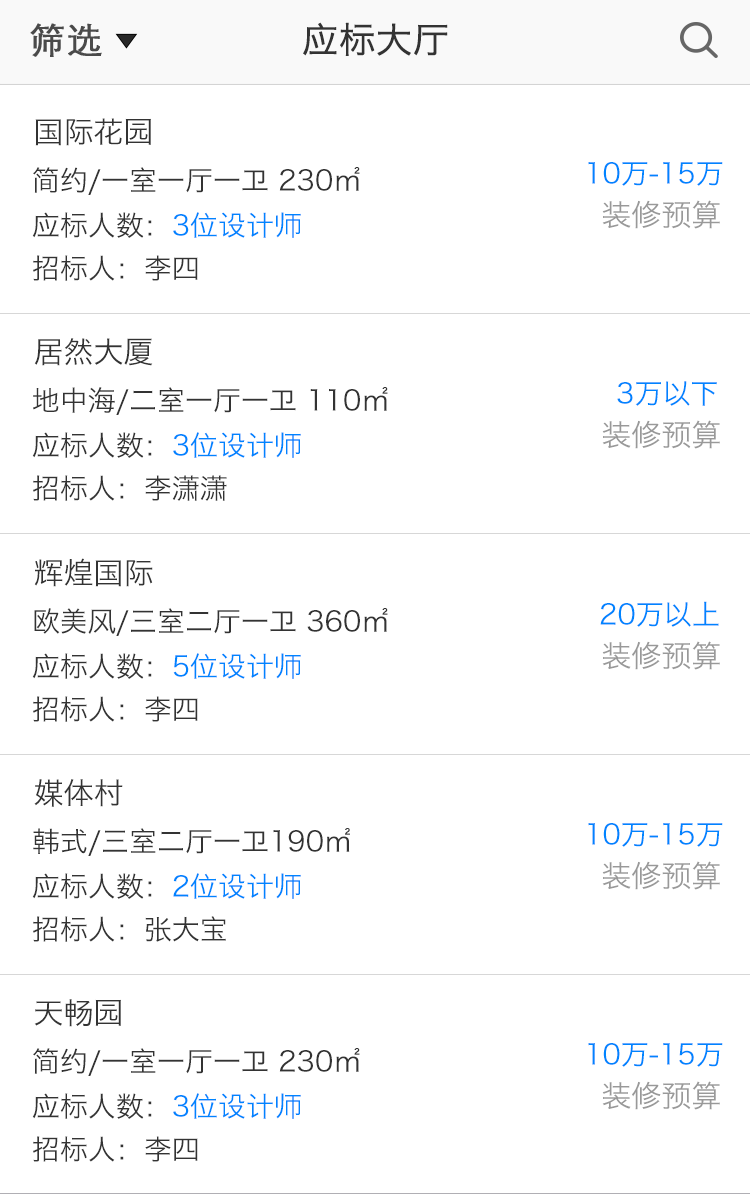 筛选 应标大厅
国际花园
简约/一室一厅一卫 230㎡
10万-15万
应标人数：3位设计师
装修预算
招标人：李四
居然大厦
地中海/二室一厅一卫 110㎡
3万以下
应标人数：3位设计师
装修预算
招标人：李潇潇
辉煌国际
欧美风/三室二厅一卫 360㎡
20万以上
应标人数：5位设计师
装修预算
招标人：李四
媒体村
韩式/三室二厅一卫190㎡
10万-15万
应标人数：2位设计师
装修预算
招标人：张大宝
天畅园
简约/一室一厅一卫 230㎡
10万-15万
应标人数：3位设计师
装修预算
招标人：李四